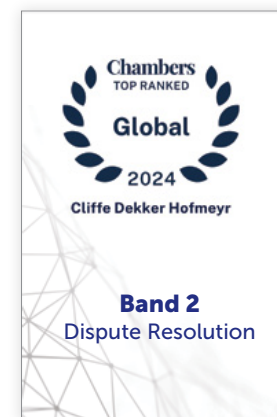 Chambers
TOP RANKED
Global
2024
Cliffe Dekker Hofmeyr
Band 2
Dispute Resolution